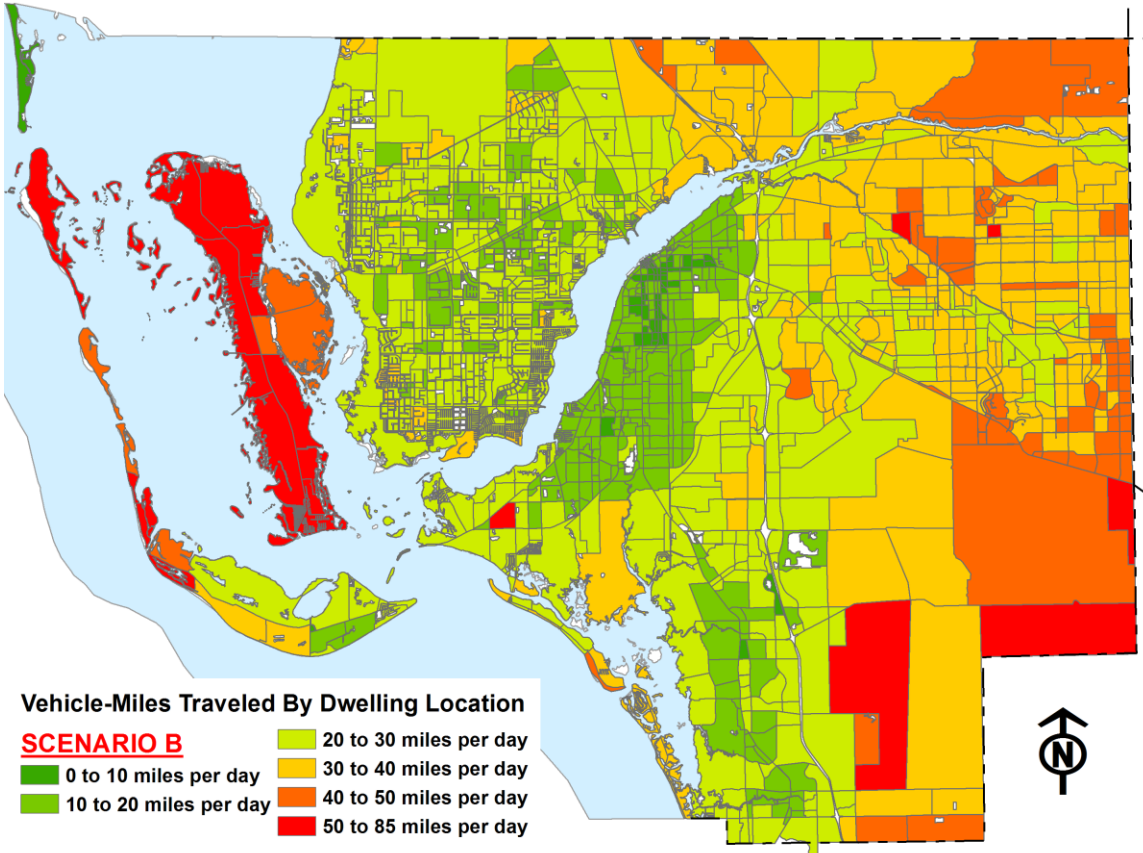 Vehicle-Miles Traveled By Dwelling Location
SCENARIO B
0 to 10 miles per day
10 to 20 miles per day
20 to 30 miles per day
30 to 40 miles per day
40 to 50 miles per day
50 to 85 miles per day
N